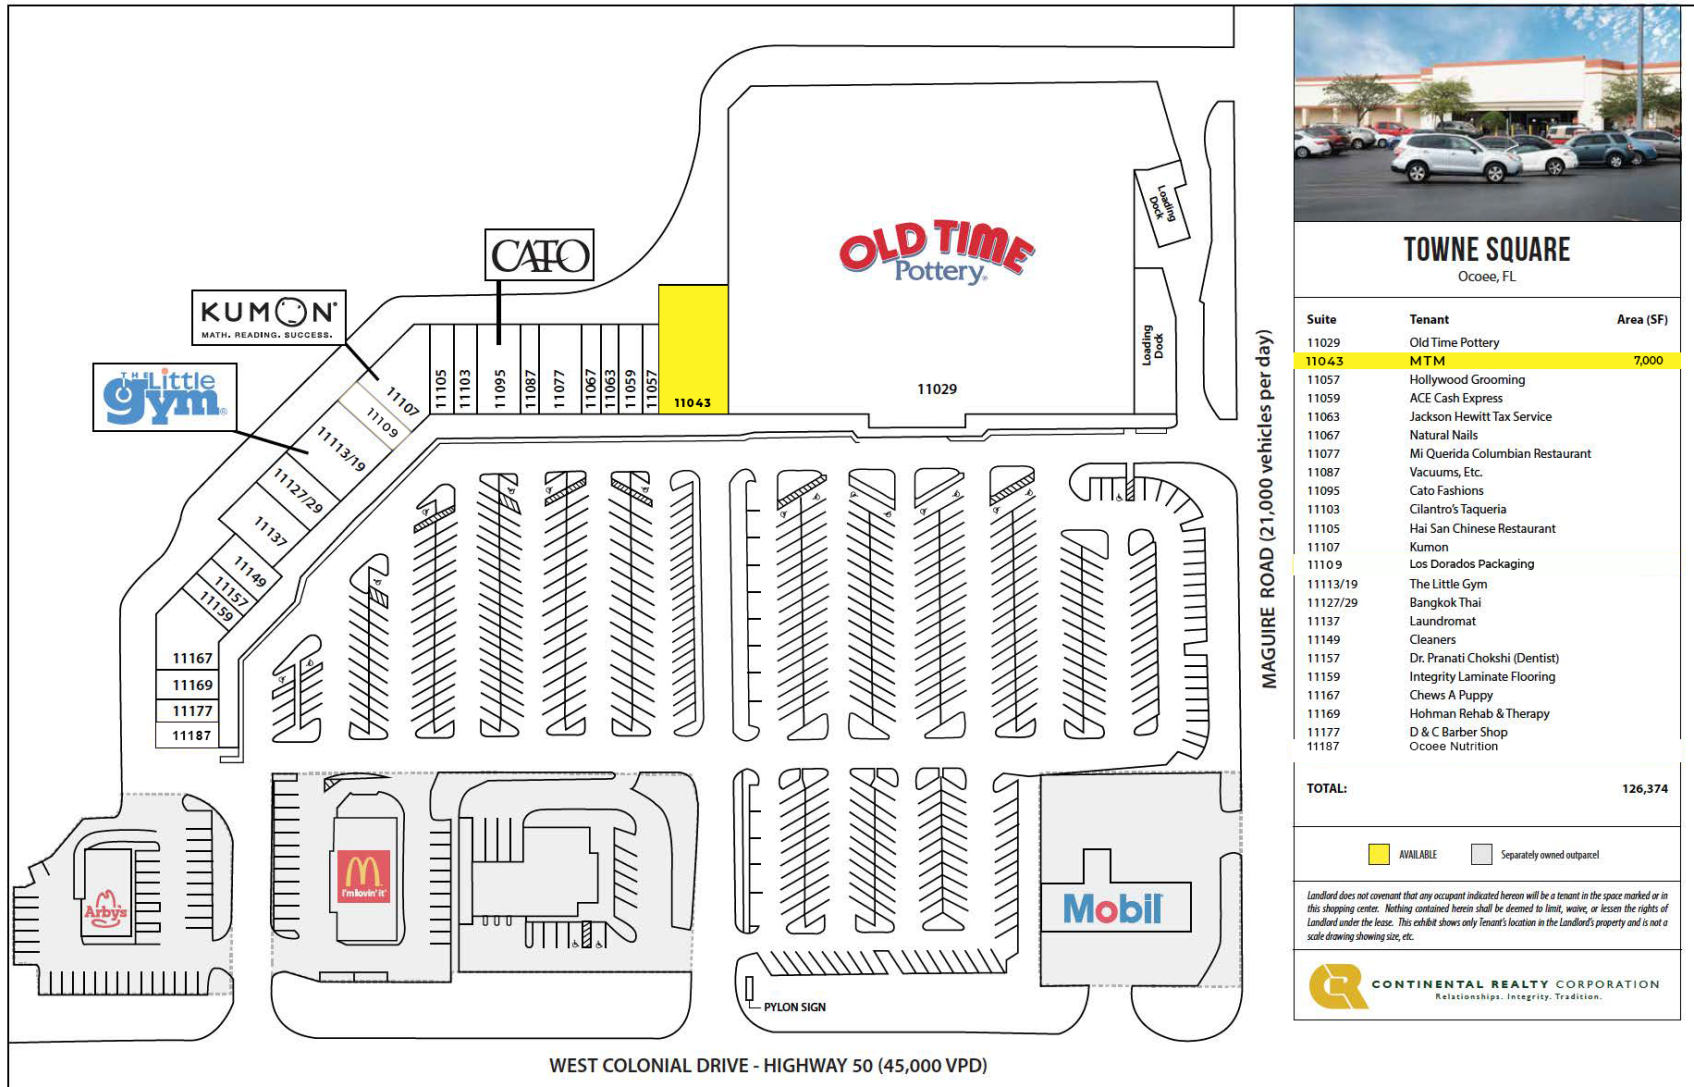 OLD TIME
Pottery®
CATO
KUMON®
MATH. READING. SUCCESS.
THE Little
gym®
Loading
Dock
Loading
Dock
11029
11043
11057
11059
11063
11067
11077
11087
11095
11103
11105
11107
11109
11113/19
11127/29
11137
11149
11157
11159
11167
11169
11177
11187
Arby's
i'm lovin' it
Mobil
PYLON SIGN
MAGUIRE ROAD (21,000 vehicles per day)
WEST COLONIAL DRIVE - HIGHWAY 50 (45,000 VPD)
TOWNE SQUARE
Ocoee, FL
Suite Tenant Area (SF)
11029 Old Time Pottery
11043 MTM 7,000
11057 Hollywood Grooming
11059 ACE Cash Express
11063 Jackson Hewitt Tax Service
11067 Natural Nails
11077 Mi Querida Columbian Restaurant
11087 Vacuums, Etc.
11095 Cato Fashions
11103 Cilantro's Taqueria
11105 Hai San Chinese Restaurant
11107 Kumon
11109 Los Dorados Packaging
11113/19 The Little Gym
11127/29 Bangkok Thai
11137 Laundromat
11149 Cleaners
11157 Dr. Pranati Chokshi (Dentist)
11159 Integrity Laminate Flooring
11167 Chews A Puppy
11169 Hohman Rehab & Therapy
11177 D & C Barber Shop
11187 Ocoee Nutrition
TOTAL: 126,374
AVAILABLE
Separately owned outparcel
Landlord does not covenant that any occupant indicated hereon will be a tenant in the space marked or in
this shopping center. Nothing contained herein shall be deemed to limit, waive, or lessen the rights of
Landlord under the lease. This exhibit shows only Tenant's location in the Landlord's property and is not a
scale drawing showing size, etc.
CONTINENTAL REALTY CORPORATION
Relationships. Integrity. Tradition.